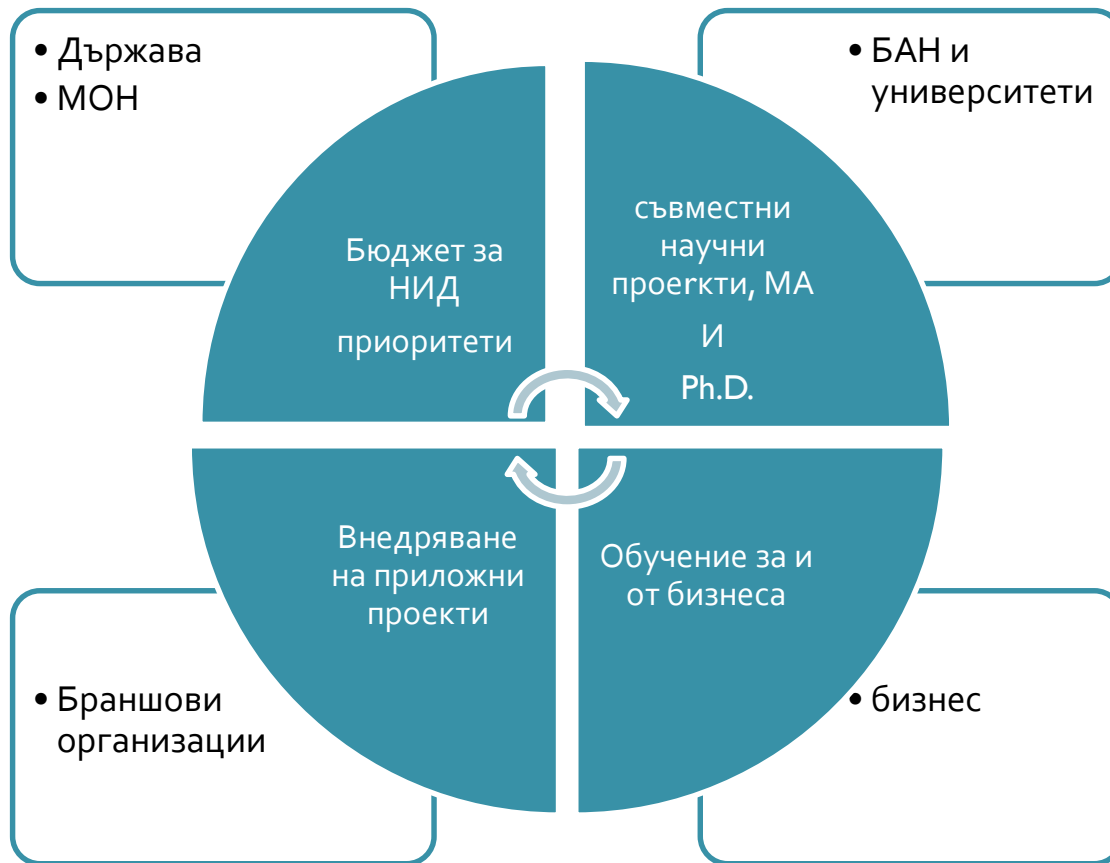 • Държава
• МОН
• БАН и
университети
Бюджет за
НИД
приоритети
съвместни
научни
проеrкти, МА
И
Ph.D.
Внедряване
на приложни
проекти
Обучение за и
от бизнеса
• Браншови
организации
• бизнес